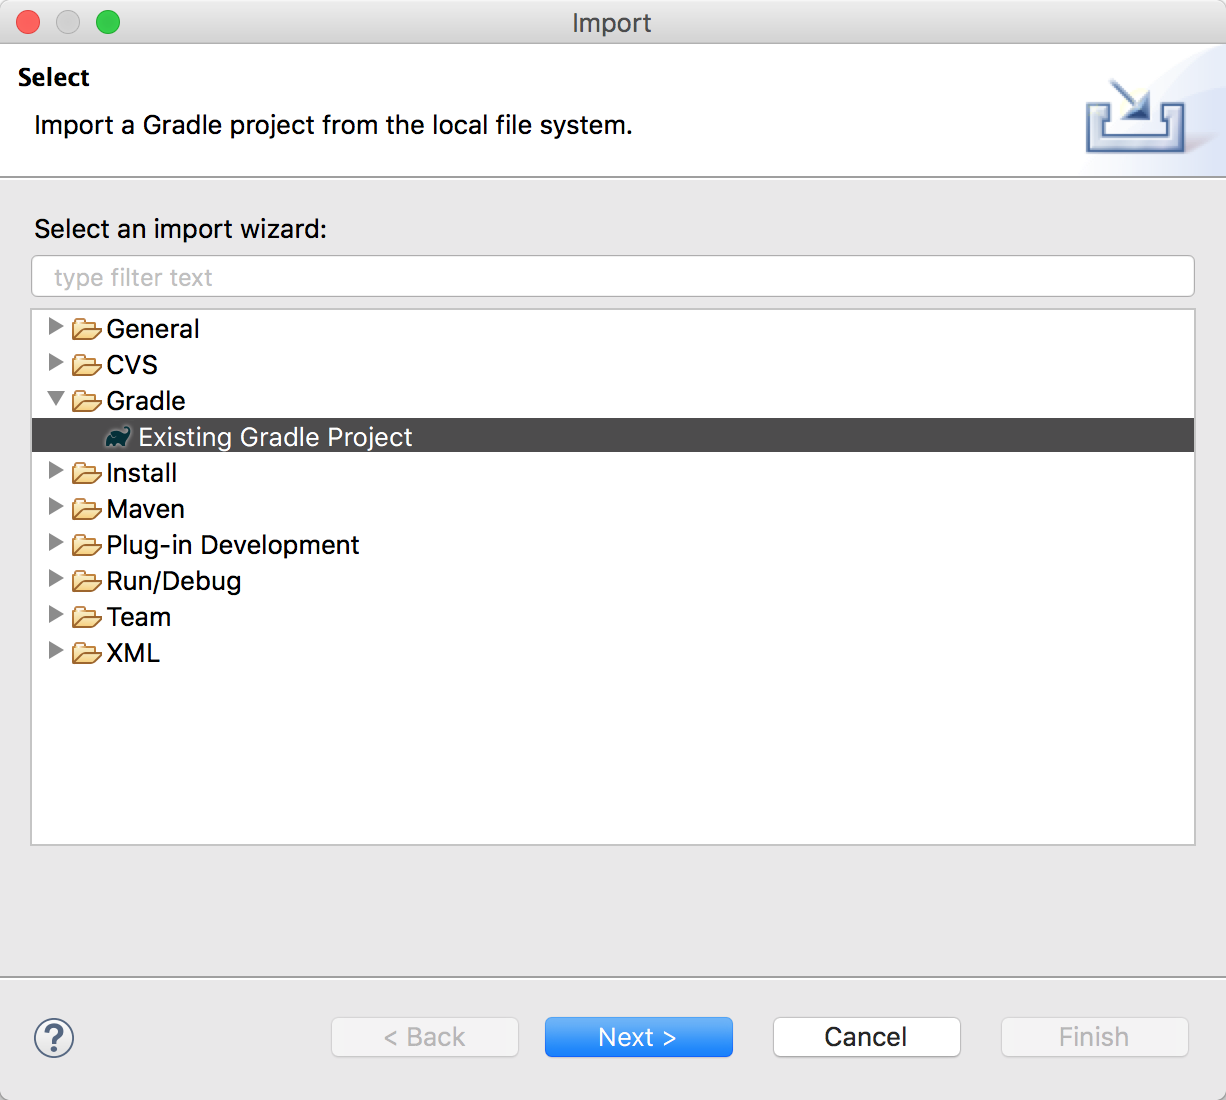 Import
Select
Import a Gradle project from the local file system.
Select an import wizard:
type filter text
General
CVS
Gradle
Existing Gradle Project
Install
Maven
Plug-in Development
Run/Debug
Team
XML
?
< Back
Next >
Cancel
Finish